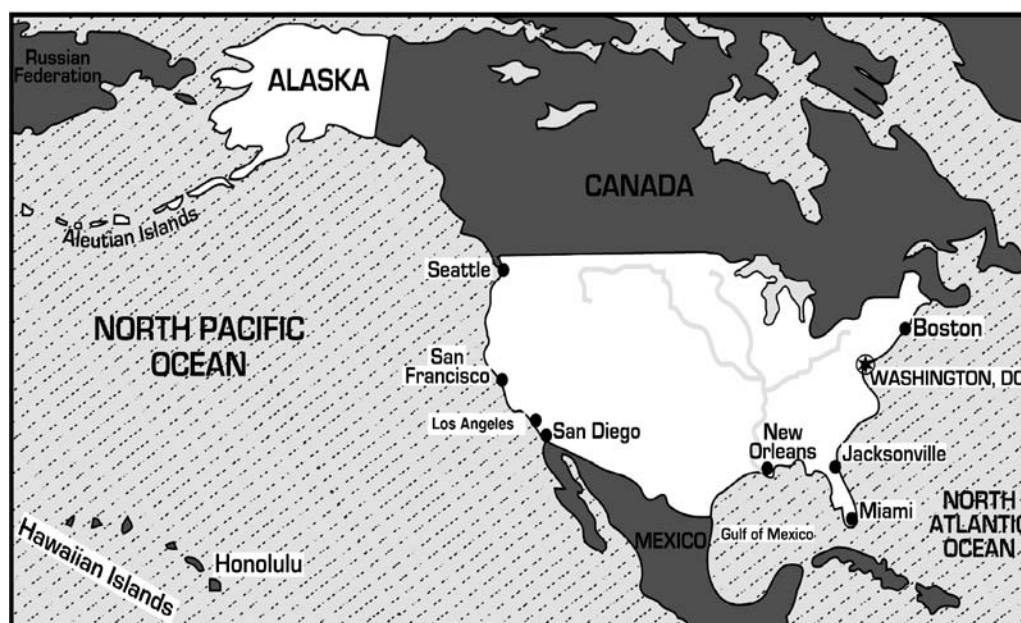 Russian
Federation
ALASKA
CANADA
Aleutian Islands
Seattle
NORTH PACIFIC
OCEAN
Boston
San
Francisco
WASHINGTON, DC
Los Angeles
San Diego
New
Orleans
Jacksonville
Miami
NORTH
ATLANTIC
OCEAN
MEXICO
Gulf of Mexico
Hawaiian Islands
Honolulu